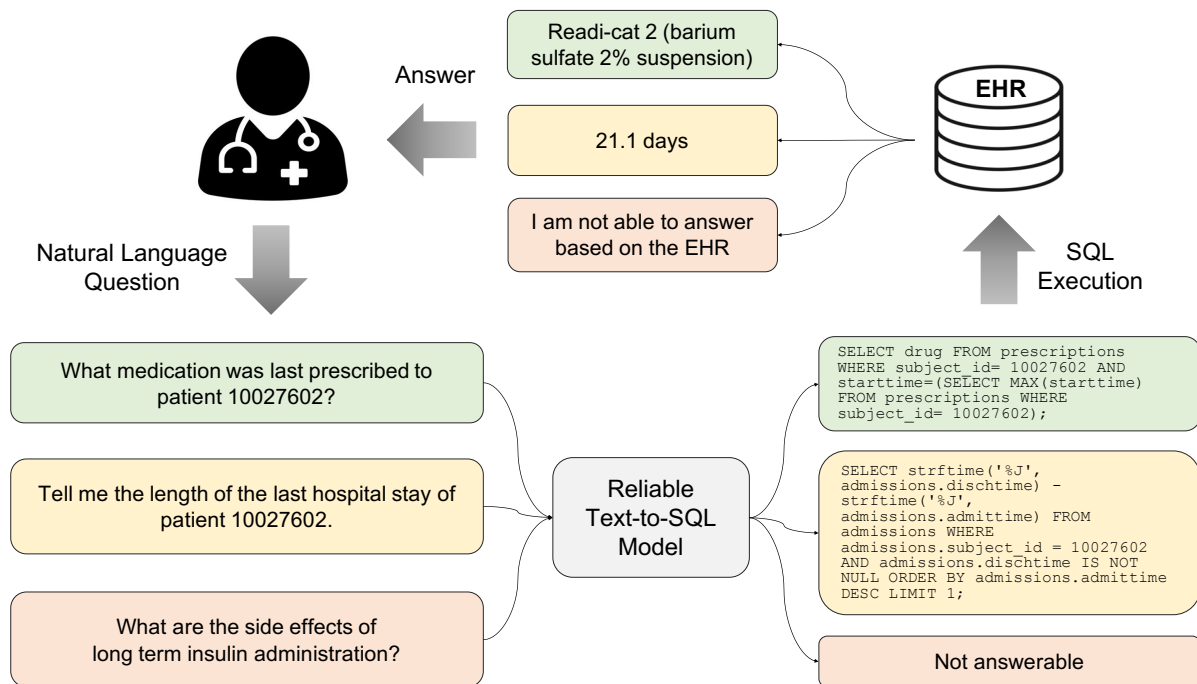 Readi-cat 2 (barium
sulfate 2% suspension)
Answer
EHR
21.1 days
I am not able to answer
based on the EHR
Natural Language
Question
SQL
Execution
What medication was last prescribed to
patient 10027602?
Tell me the length of the last hospital stay of
patient 10027602.
What are the side effects of
long term insulin administration?
Reliable
Text-to-SQL
Model
SELECT drug FROM prescriptions
WHERE subject_id= 10027602 AND
starttime=(SELECT MAX(starttime)
FROM prescriptions WHERE
subject_id= 10027602);
SELECT strftime('%J',
admissions.dischtime) -
strftime('%J',
admissions.admittime) FROM
admissions WHERE
admissions.subject_id = 10027602
AND admissions.dischtime IS NOT
NULL ORDER BY admissions.admittime
DESC LIMIT 1;
Not answerable